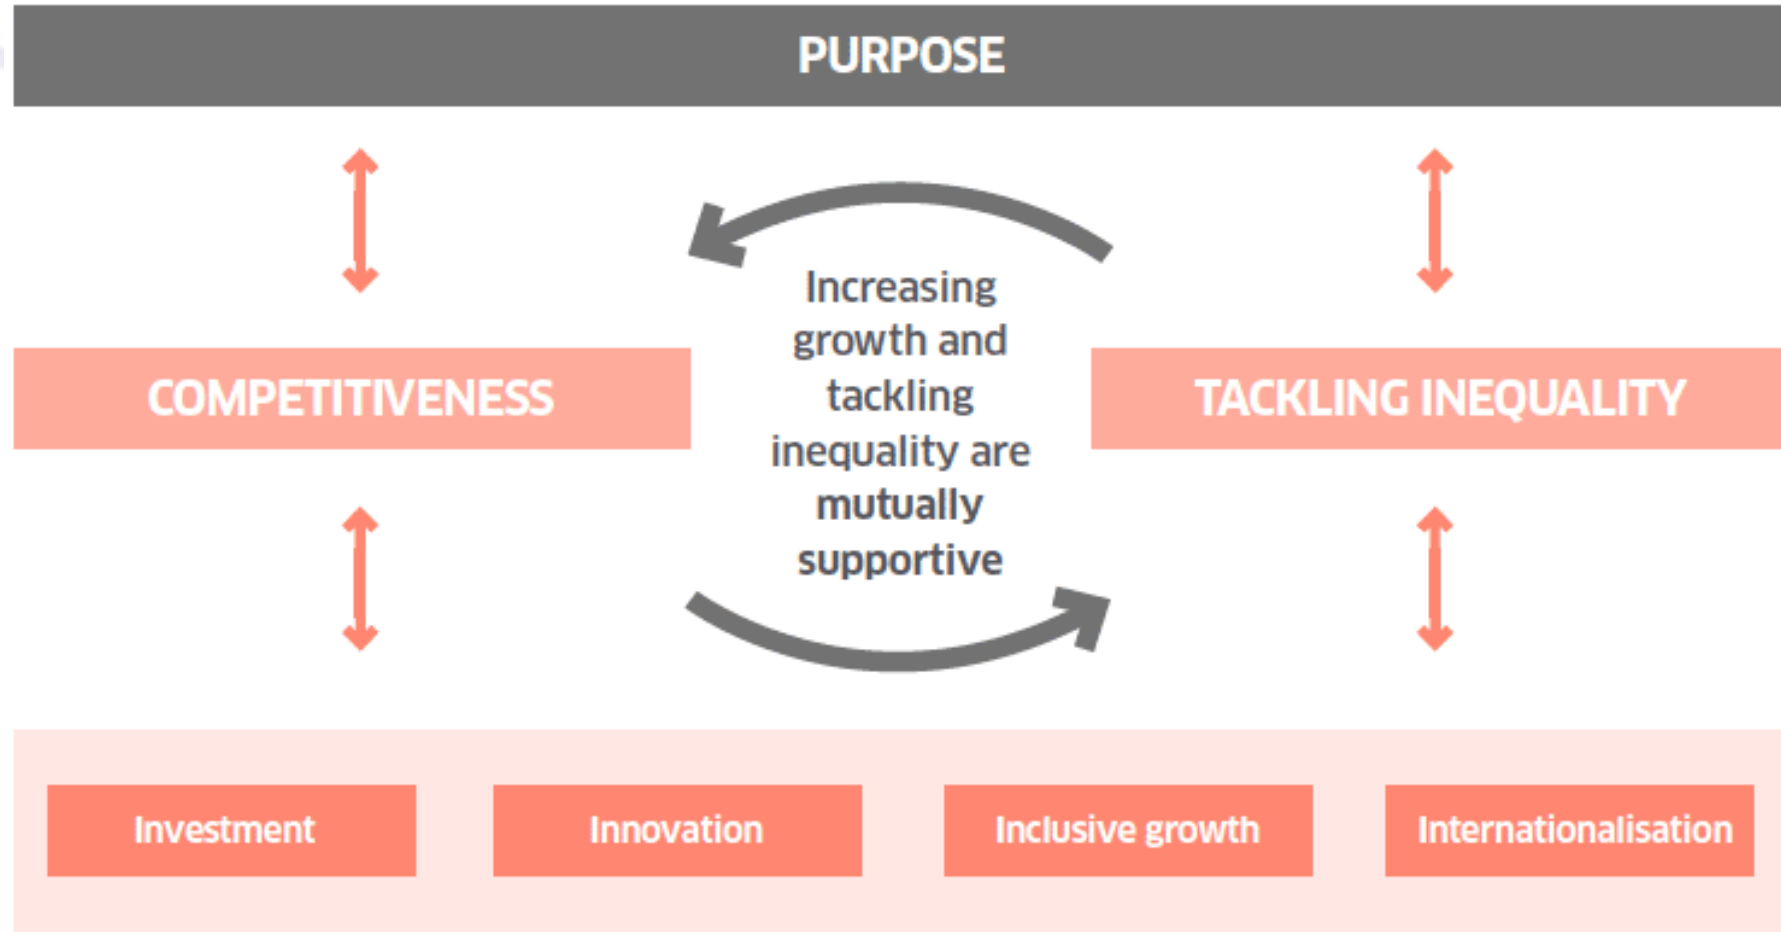 PURPOSE
COMPETITIVENESS
Increasing
growth and
tackling
inequality are
mutually
supportive
TACKLING INEQUALITY
Investment
Innovation
Inclusive growth
Internationalisation